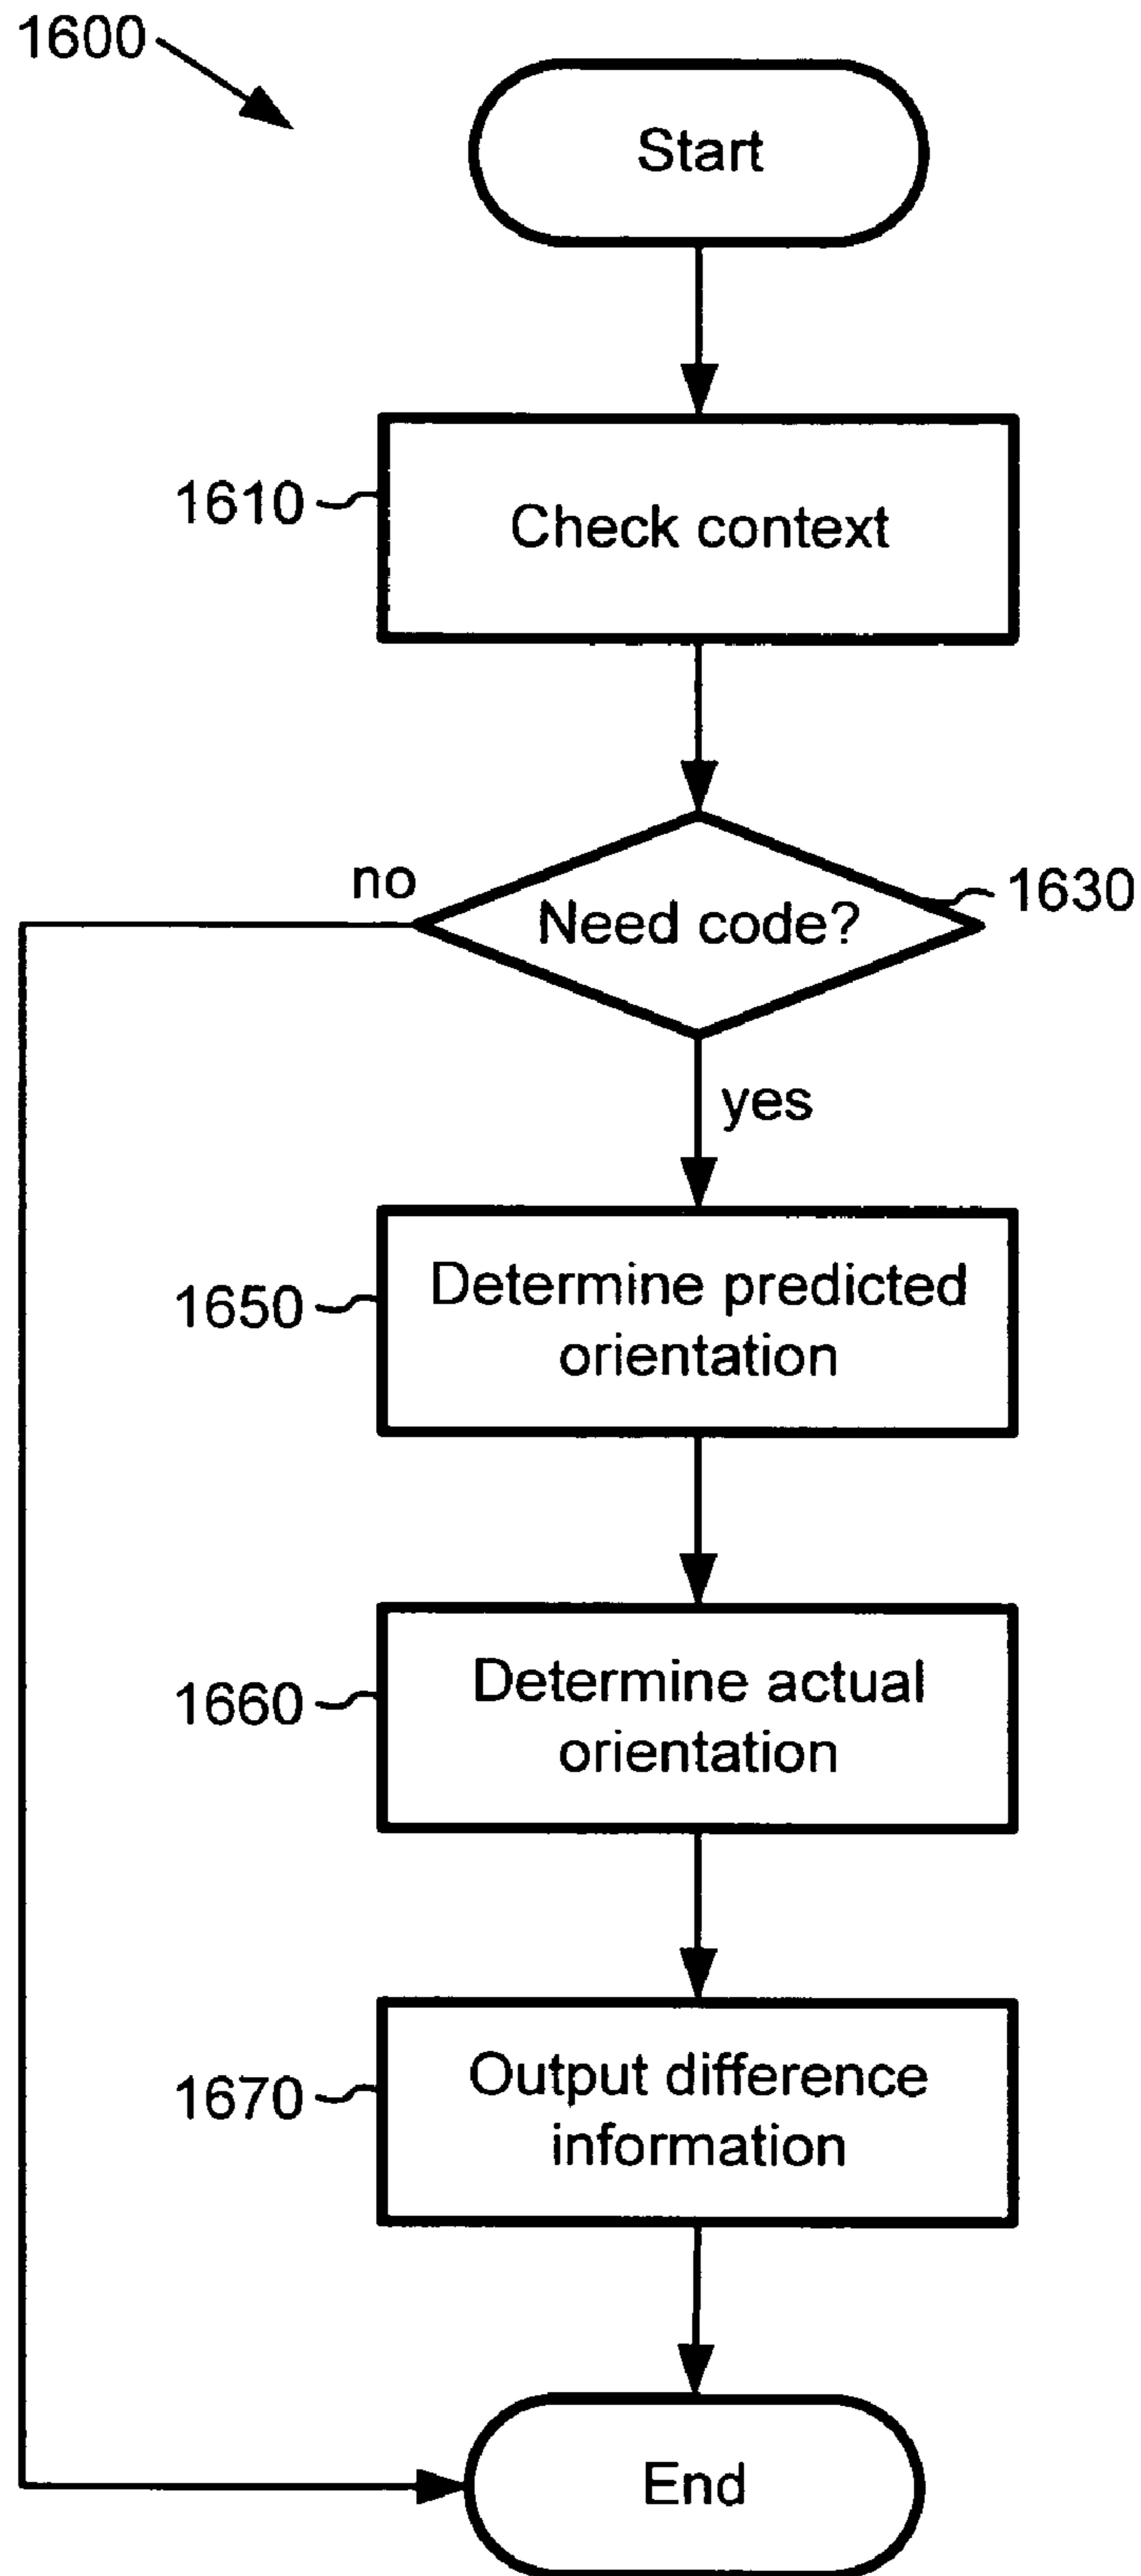 1600
Start
1610
Check context
no
Need code?
1630
yes
1650
Determine predicted
orientation
1660
Determine actual
orientation
1670
Output difference
information
End